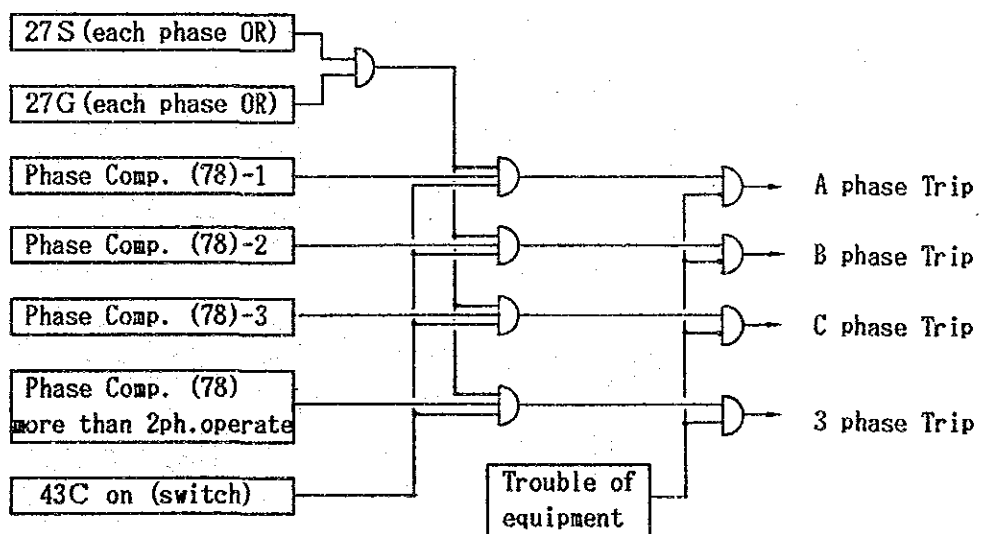 27S (each phase OR)
27G (each phase OR)
Phase Comp. (78)-1
A phase Trip
Phase Comp. (78)-2
B phase Trip
Phase Comp. (78)-3
C phase Trip
Phase Comp. (78)
more than 2ph.operate
3 phase Trip
43C on (switch)
Trouble of
equipment